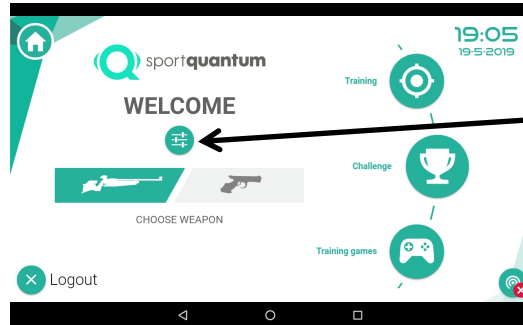 19:05
19-5-2019
sportquantum
WELCOME
Training
Challenge
CHOOSE WEAPON
Training games
Logout